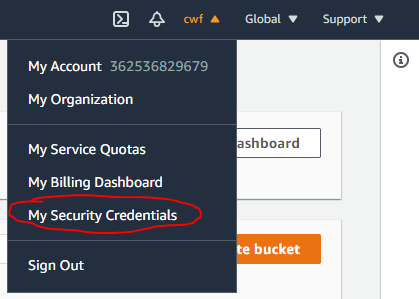 cwf Global Support
My Account 362536829679
My Organization
ashboard
My Service Quotas
My Billing Dashboard
My Security Credentials
te bucket
Sign Out